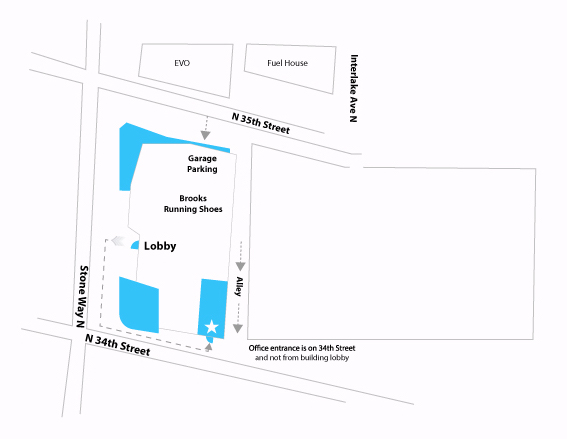 EVO
Fuel House
Interlake Ave N
N 35th Street
Garage
Parking
Brooks
Running Shoes
Lobby
Alley
Stone Way N
N 34th Street
Office entrance is on 34th Street
and not from building lobby